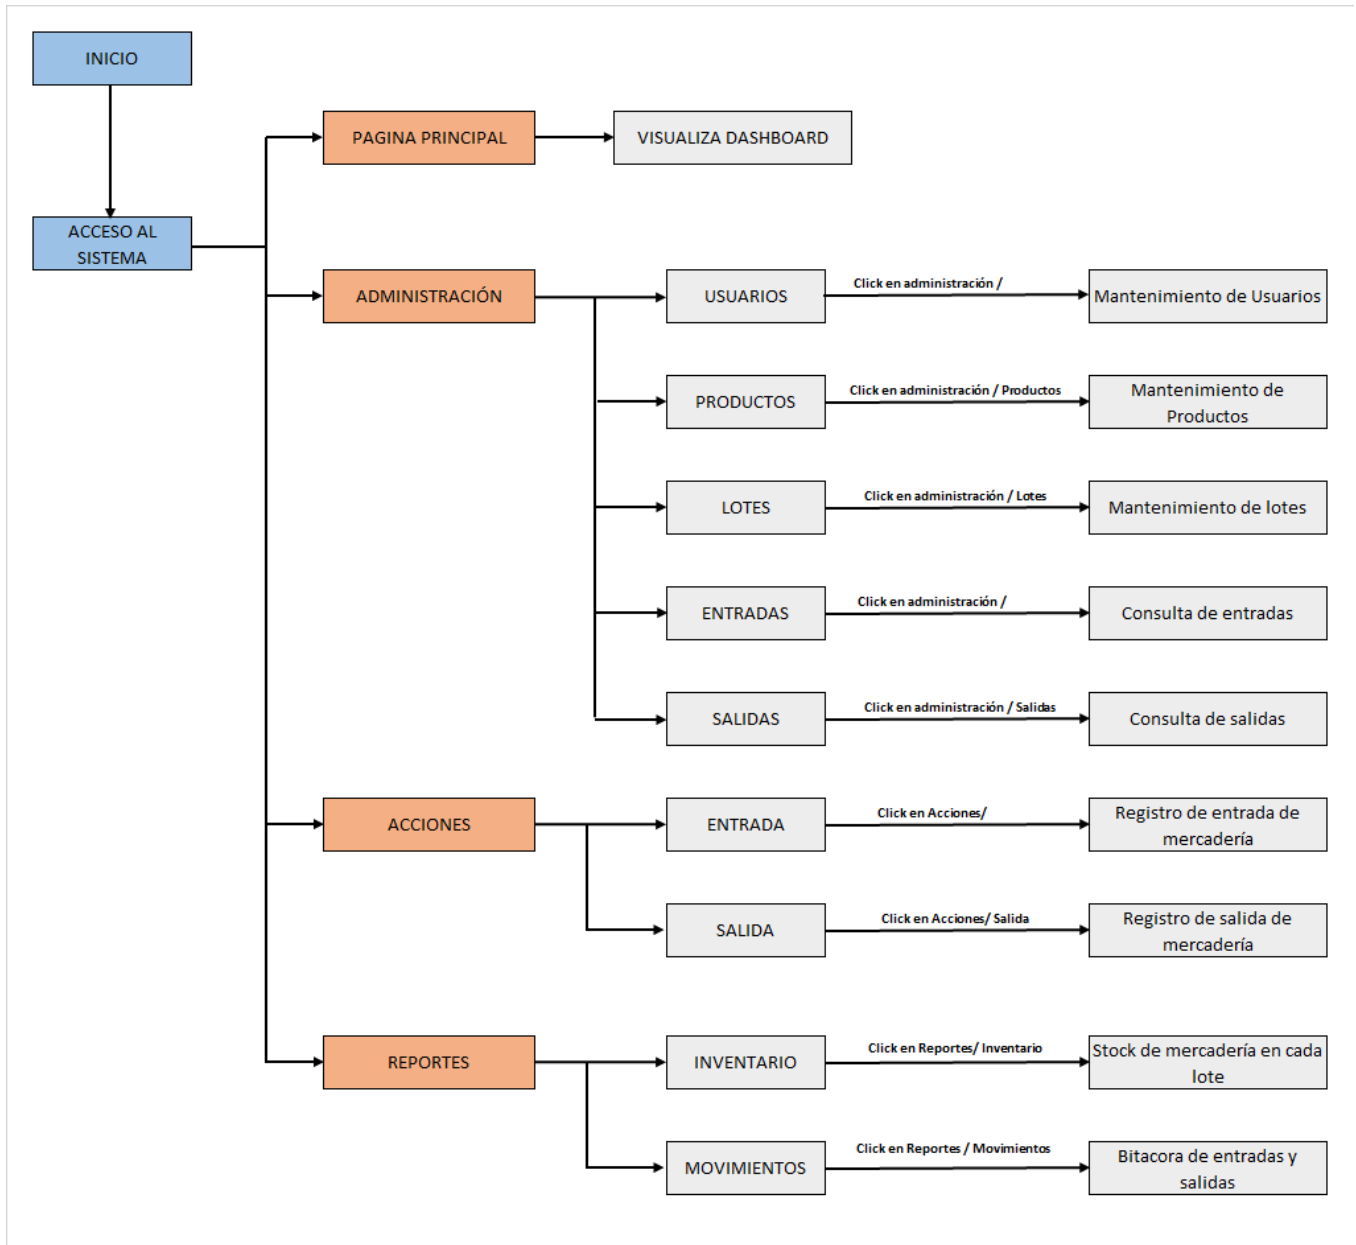 INICIO
PAGINA PRINCIPAL
VISUALIZA DASHBOARD
ACCESO AL
SISTEMA
ADMINISTRACIÓN
USUARIOS
Click en administración /
Mantenimiento de Usuarios
PRODUCTOS
Click en administración / Productos
Mantenimiento de
Productos
LOTES
Click en administración / Lotes
Mantenimiento de lotes
ENTRADAS
Click en administración /
Consulta de entradas
SALIDAS
Click en administración / Salidas
Consulta de salidas
ACCIONES
ENTRADA
Click en Acciones/
Registro de entrada de
mercadería
SALIDA
Click en Acciones/ Salida
Registro de salida de
mercadería
REPORTES
INVENTARIO
Click en Reportes/ Inventario
Stock de mercadería en cada
lote
MOVIMIENTOS
Click en Reportes / Movimientos
Bitacora de entradas y
salidas